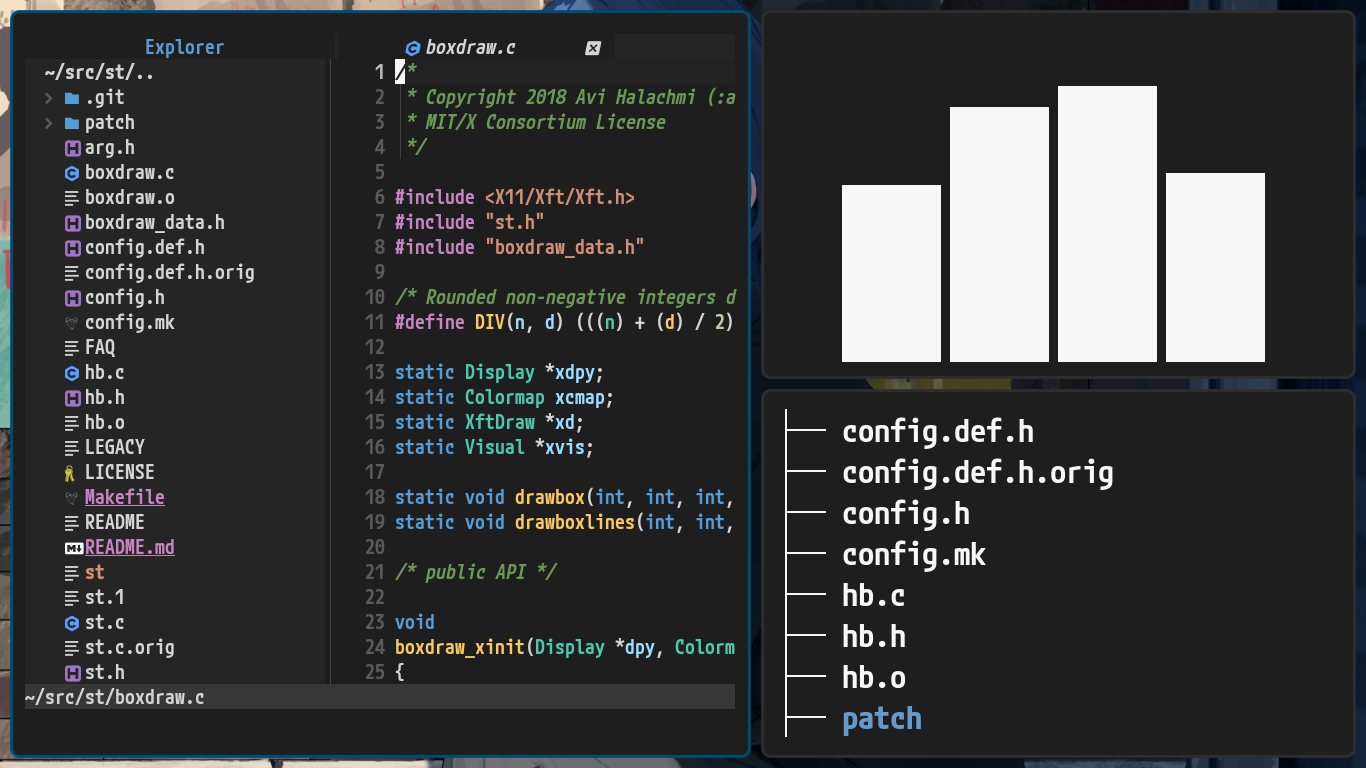 Explorer
~/src/st/..
.git
patch
arg.h
boxdraw.c
boxdraw.o
boxdraw_data.h
config.def.h
config.def.h.orig
config.h
config.mk
FAQ
hb.c
hb.h
hb.o
LEGACY
LICENSE
Makefile
README
README.md
st
st.1
st.c
st.c.orig
st.h
~/src/st/boxdraw.c
boxdraw.c
1 /*
2 * Copyright 2018 Avi Halachmi (:a
3 * MIT/X Consortium License
4 */
5
6 #include <X11/Xft/Xft.h>
7 #include "st.h"
8 #include "boxdraw_data.h"
9
10 /* Rounded non-negative integers d
11 #define DIV(n, d) (((n) + (d) / 2)
12
13 static Display *xdpy;
14 static Colormap xcmap;
15 static XftDraw *xd;
16 static Visual *xvis;
17
18 static void drawbox(int, int, int,
19 static void drawboxlines(int, int,
20
21 /* public API */
22
23 void
24 boxdraw_xinit(Display *dpy, Colorm
25 {
config.def.h
config.def.h.orig
config.h
config.mk
hb.c
hb.h
hb.o
patch